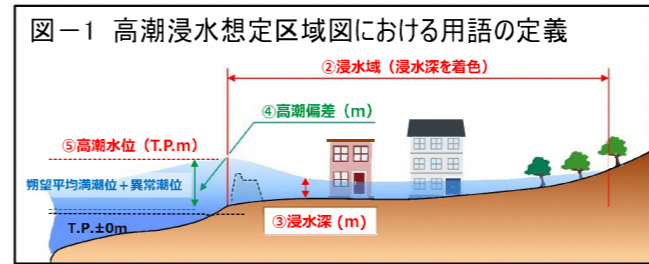 図－1 高潮浸水想定区域図における用語の定義
②浸水域（浸水深を着色）
④高潮偏差（m）
⑤高潮水位（T.P.m）
朔望平均満潮位＋異常潮位
③浸水深（m）
T.P.±0m